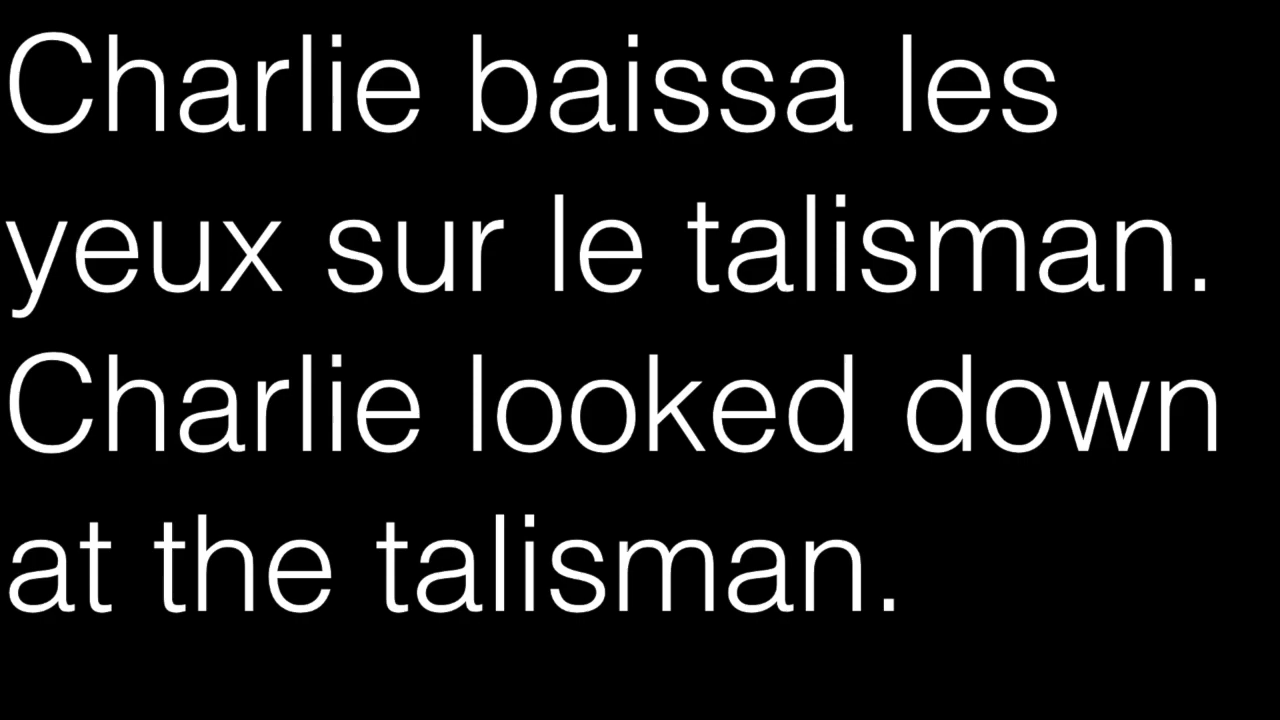 Charlie baissa les
yeux sur le talisman.
Charlie looked down
at the talisman.